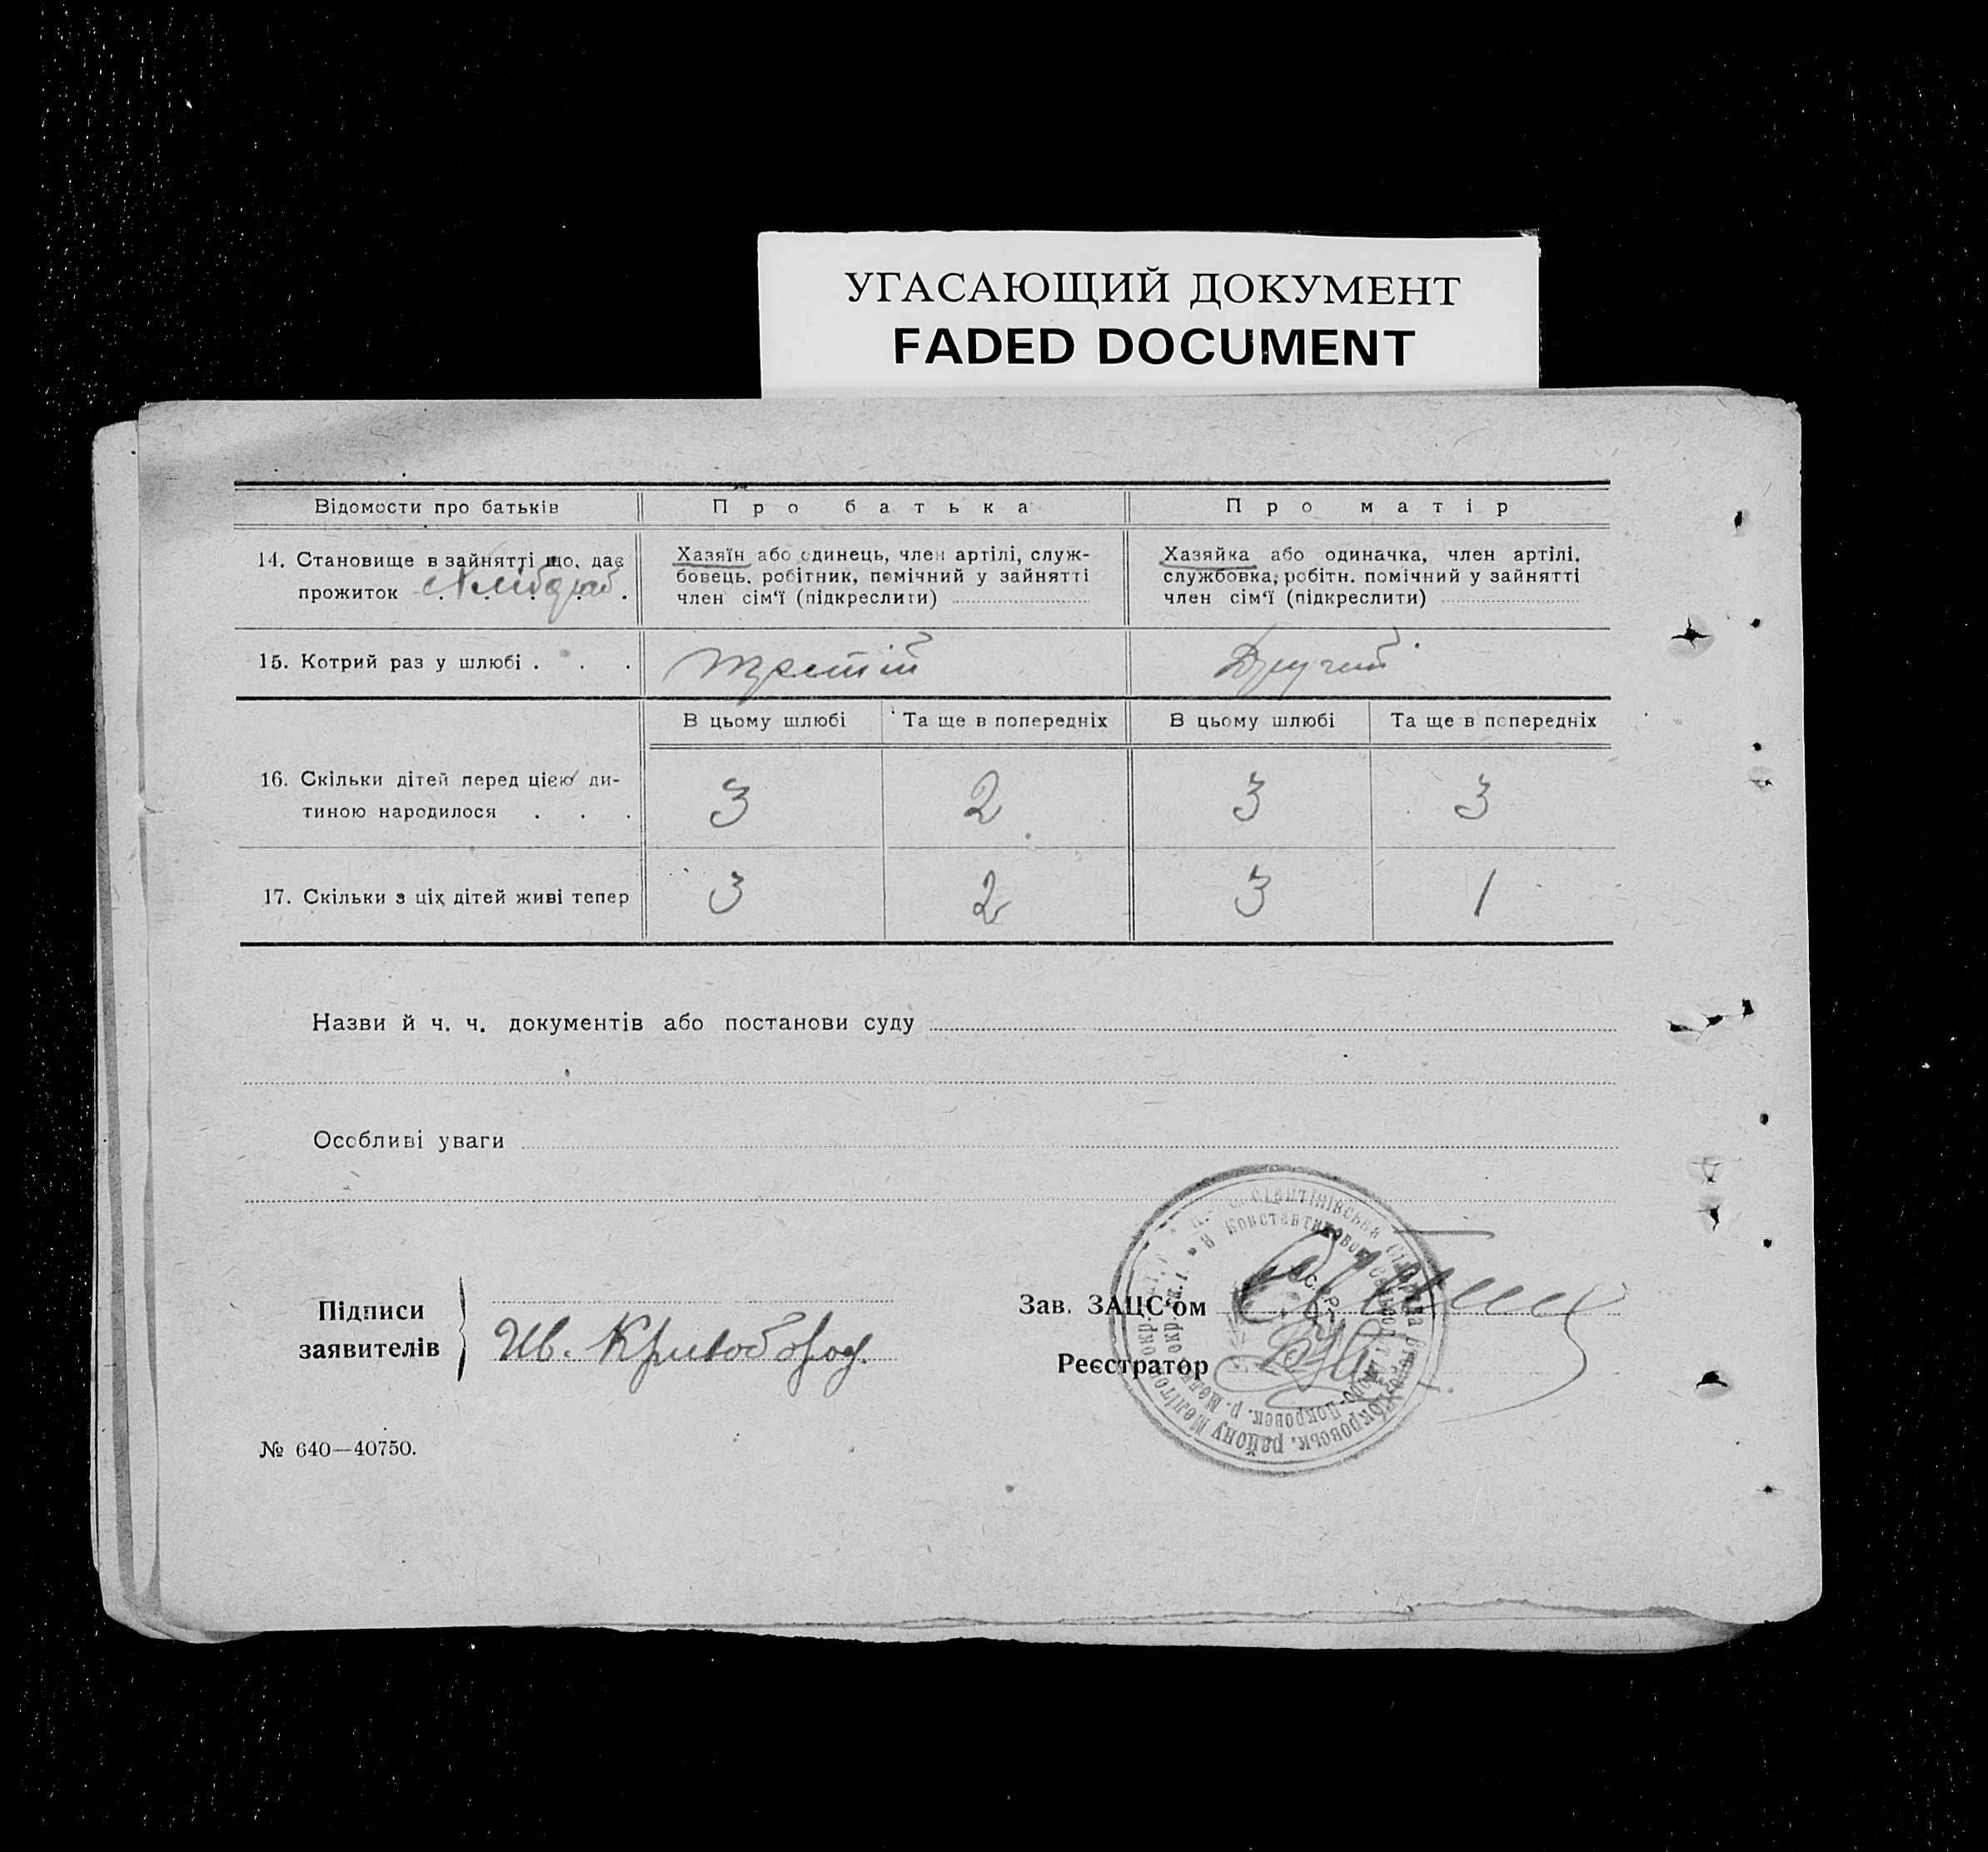 УГАСАЮЩИЙ ДОКУМЕНТ
FADED DOCUMENT
Відомости про батьків
Про батька
Про матір
14. Становище в зайнятті що, дає
прожиток Хлібороб
Хазяїн або одинець, член артілі, служ-
бовець, робітник, помічний у зайнятті
член сім'ї (підкреслити)
Хазяйка або одиначка, член артілі,
службовка, робітн. помічний у зайнятті
член сім'ї (підкреслити)
15. Котрий раз у шлюбі . . .
третій
Другий
В цьому шлюбі
Та ще в попередніх
В цьому шлюбі
Та ще в попередніх
16. Скільки дітей перед цією ди-
тиною народилося . . .
3 2 3 3
17. Скільки з ціх дітей живі тепер
3 2 3 1
Назви й ч. ч. документів або постанови суду
Особливі уваги
Підписи
заявителів
Ив. Кривобород.
Зав. ЗАЦС'ом
Реєстратор
№ 640—40750.